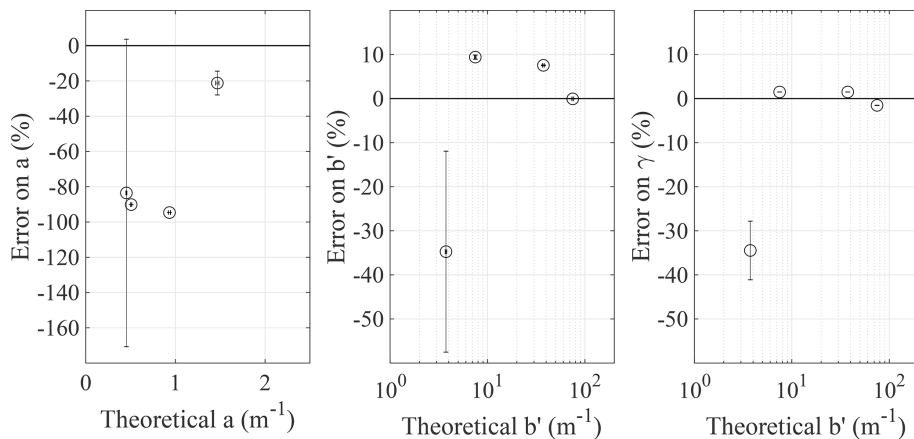 Error on a (%)
0
-20
-40
-60
-80
-100
-120
-140
-160
0 1 2
Theoretical a (m⁻¹)
Error on b' (%)
10
0
-10
-20
-30
-40
-50
10⁰ 10¹ 10²
Theoretical b' (m⁻¹)
Error on γ (%)
10
0
-10
-20
-30
-40
-50
10⁰ 10¹ 10²
Theoretical b' (m⁻¹)